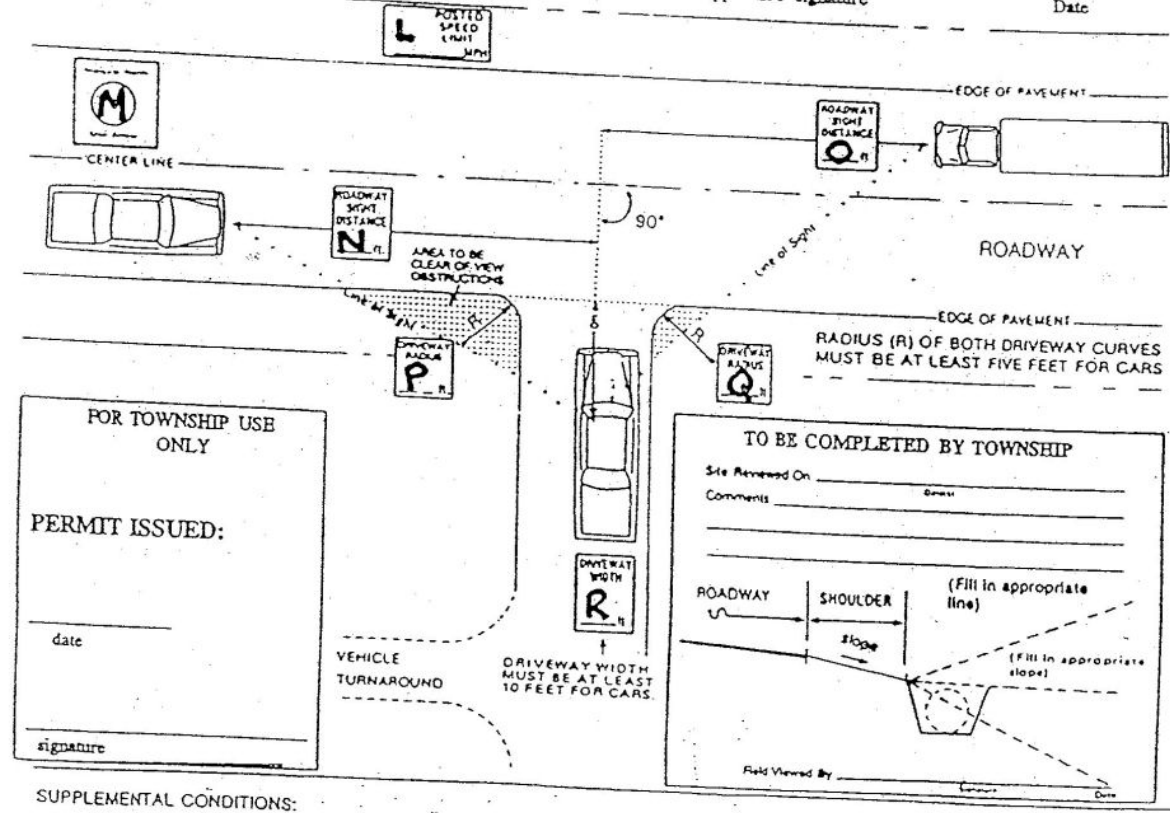 Signature
Date
L
POSTED
SPEED
LIMIT
MPH
M
EDGE OF PAVEMENT
ROADWAY
SIGHT
DISTANCE
O ft
CENTER LINE
ROADWAY
SIGHT
DISTANCE
N ft.
90°
Line of Sight
ROADWAY
AREA TO BE
CLEAR OF VIEW
OBSTRUCTIONS
Line of Sight
R
R
EDGE OF PAVEMENT
RADIUS (R) OF BOTH DRIVEWAY CURVES
MUST BE AT LEAST FIVE FEET FOR CARS
DRIVEWAY
RADIUS
P ft.
DRIVEWAY
RADIUS
Q ft
FOR TOWNSHIP USE
ONLY
PERMIT ISSUED:
date
signature
VEHICLE
TURNAROUND
DRIVEWAY
WIDTH
R ft
DRIVEWAY WIDTH
MUST BE AT LEAST
10 FEET FOR CARS.
TO BE COMPLETED BY TOWNSHIP
Site Reviewed On
Comments
ROADWAY
SHOULDER
slope
(Fill in appropriate
line)
(Fill in appropriate
slope)
Field Viewed By
Signature
Date
SUPPLEMENTAL CONDITIONS: